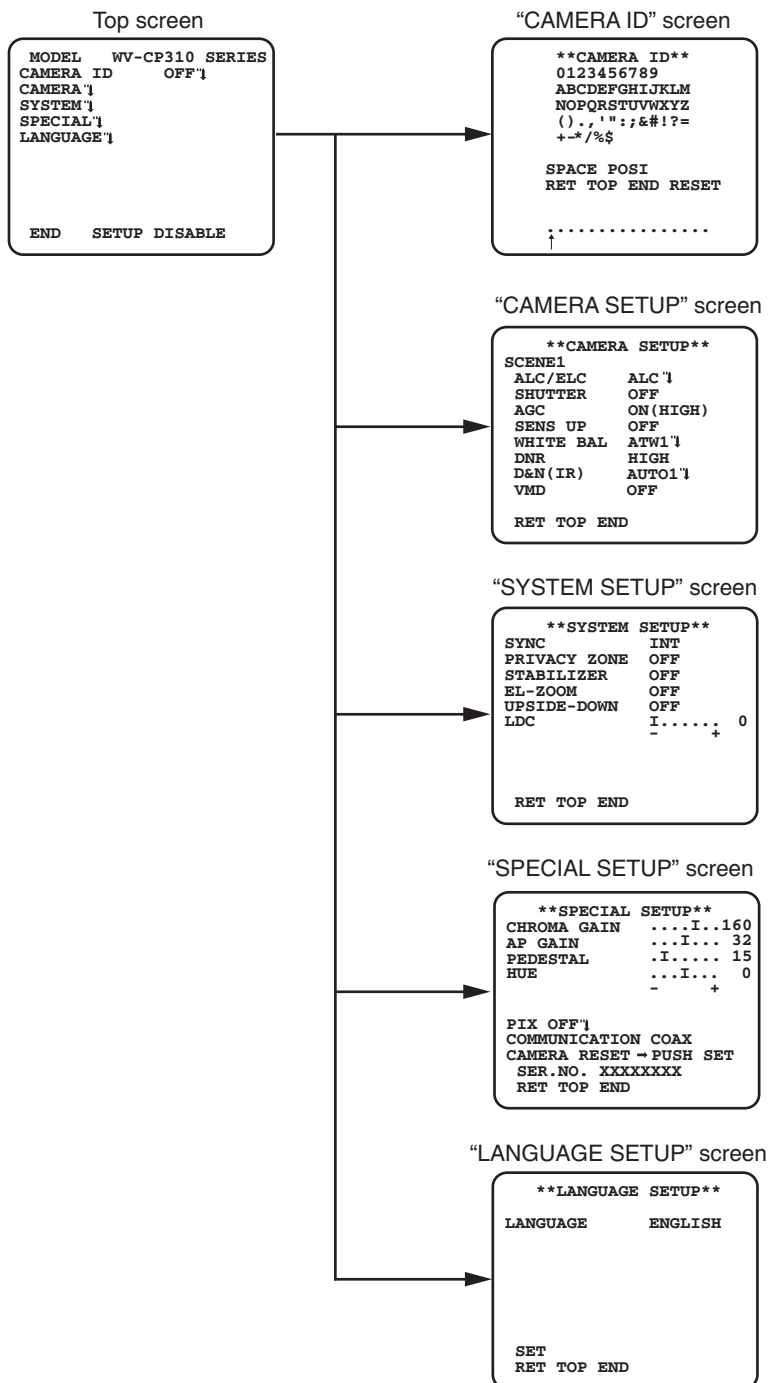 Top screen
MODEL WV-CP310 SERIES
CAMERA ID OFF
CAMERA
SYSTEM
SPECIAL
LANGUAGE
END SETUP DISABLE
“CAMERA ID” screen
**CAMERA ID**
0123456789
ABCDEFGHIJKLM
NOPQRSTUVWXYZ
().,'":;&#!?=
+-*/%$
SPACE POSI
RET TOP END RESET
................
↑
“CAMERA SETUP” screen
**CAMERA SETUP**
SCENE1
ALC/ELC ALC
SHUTTER OFF
AGC ON(HIGH)
SENS UP OFF
WHITE BAL ATW1
DNR HIGH
D&N(IR) AUTO1
VMD OFF
RET TOP END
“SYSTEM SETUP” screen
**SYSTEM SETUP**
SYNC INT
PRIVACY ZONE OFF
STABILIZER OFF
EL-ZOOM OFF
UPSIDE-DOWN OFF
LDC I...... 0
- +
RET TOP END
“SPECIAL SETUP” screen
**SPECIAL SETUP**
CHROMA GAIN ....I..160
AP GAIN ...I... 32
PEDESTAL .I..... 15
HUE ...I... 0
- +
PIX OFF
COMMUNICATION COAX
CAMERA RESET → PUSH SET
SER.NO. XXXXXXXX
RET TOP END
“LANGUAGE SETUP” screen
**LANGUAGE SETUP**
LANGUAGE ENGLISH
SET
RET TOP END